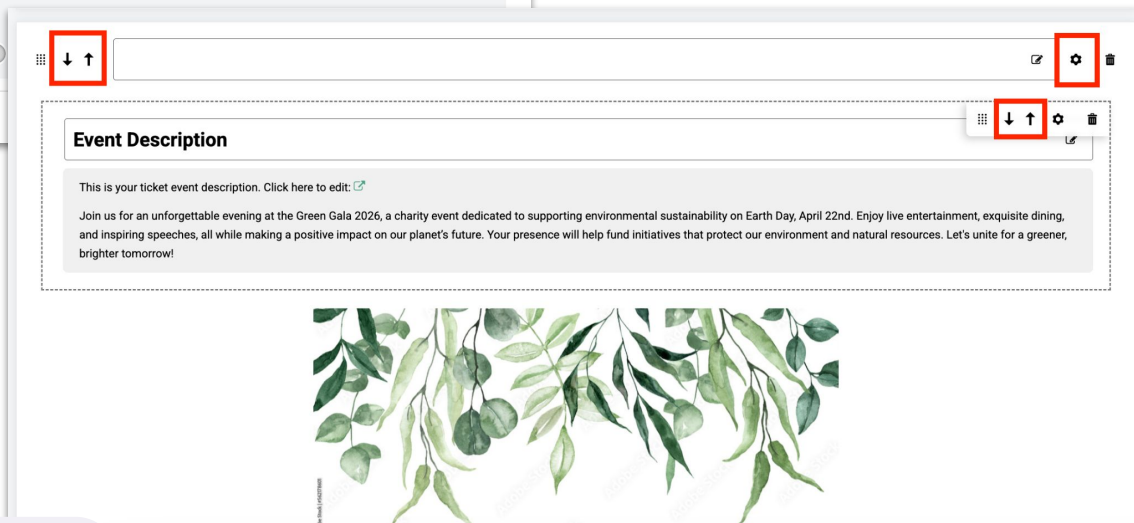 Event Description
This is your ticket event description. Click here to edit:
Join us for an unforgettable evening at the Green Gala 2026, a charity event dedicated to supporting environmental sustainability on Earth Day, April 22nd. Enjoy live entertainment, exquisite dining,
and inspiring speeches, all while making a positive impact on our planet's future. Your presence will help fund initiatives that protect our environment and natural resources. Let's unite for a greener,
brighter tomorrow!